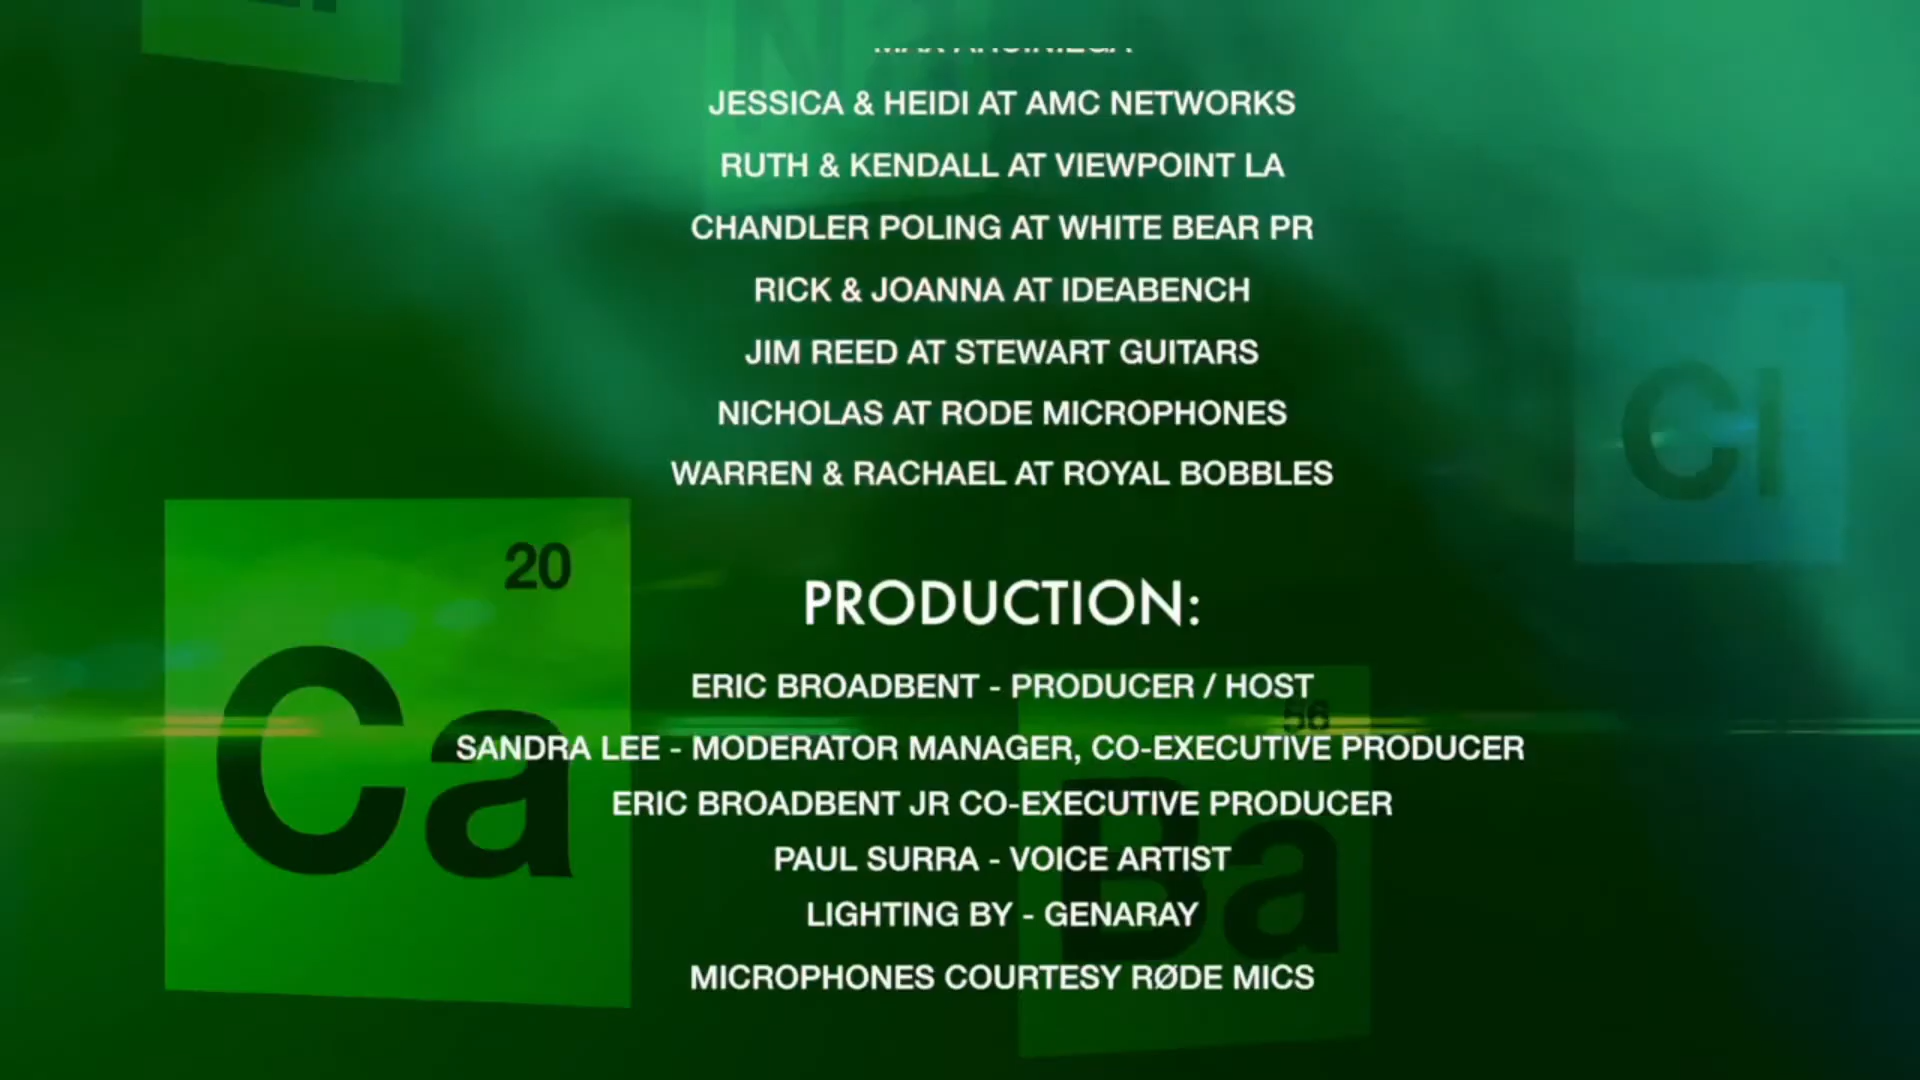 Na
JESSICA & HEIDI AT AMC NETWORKS
RUTH & KENDALL AT VIEWPOINT LA
CHANDLER POLING AT WHITE BEAR PR
RICK & JOANNA AT IDEABENCH
JIM REED AT STEWART GUITARS
Cl
NICHOLAS AT RODE MICROPHONES
WARREN & RACHAEL AT ROYAL BOBBLES
20
Ca
PRODUCTION:
ERIC BROADBENT - PRODUCER / HOST
56
Ba
SANDRA LEE - MODERATOR MANAGER, CO-EXECUTIVE PRODUCER
ERIC BROADBENT JR CO-EXECUTIVE PRODUCER
PAUL SURRA - VOICE ARTIST
LIGHTING BY - GENARAY
MICROPHONES COURTESY RØDE MICS